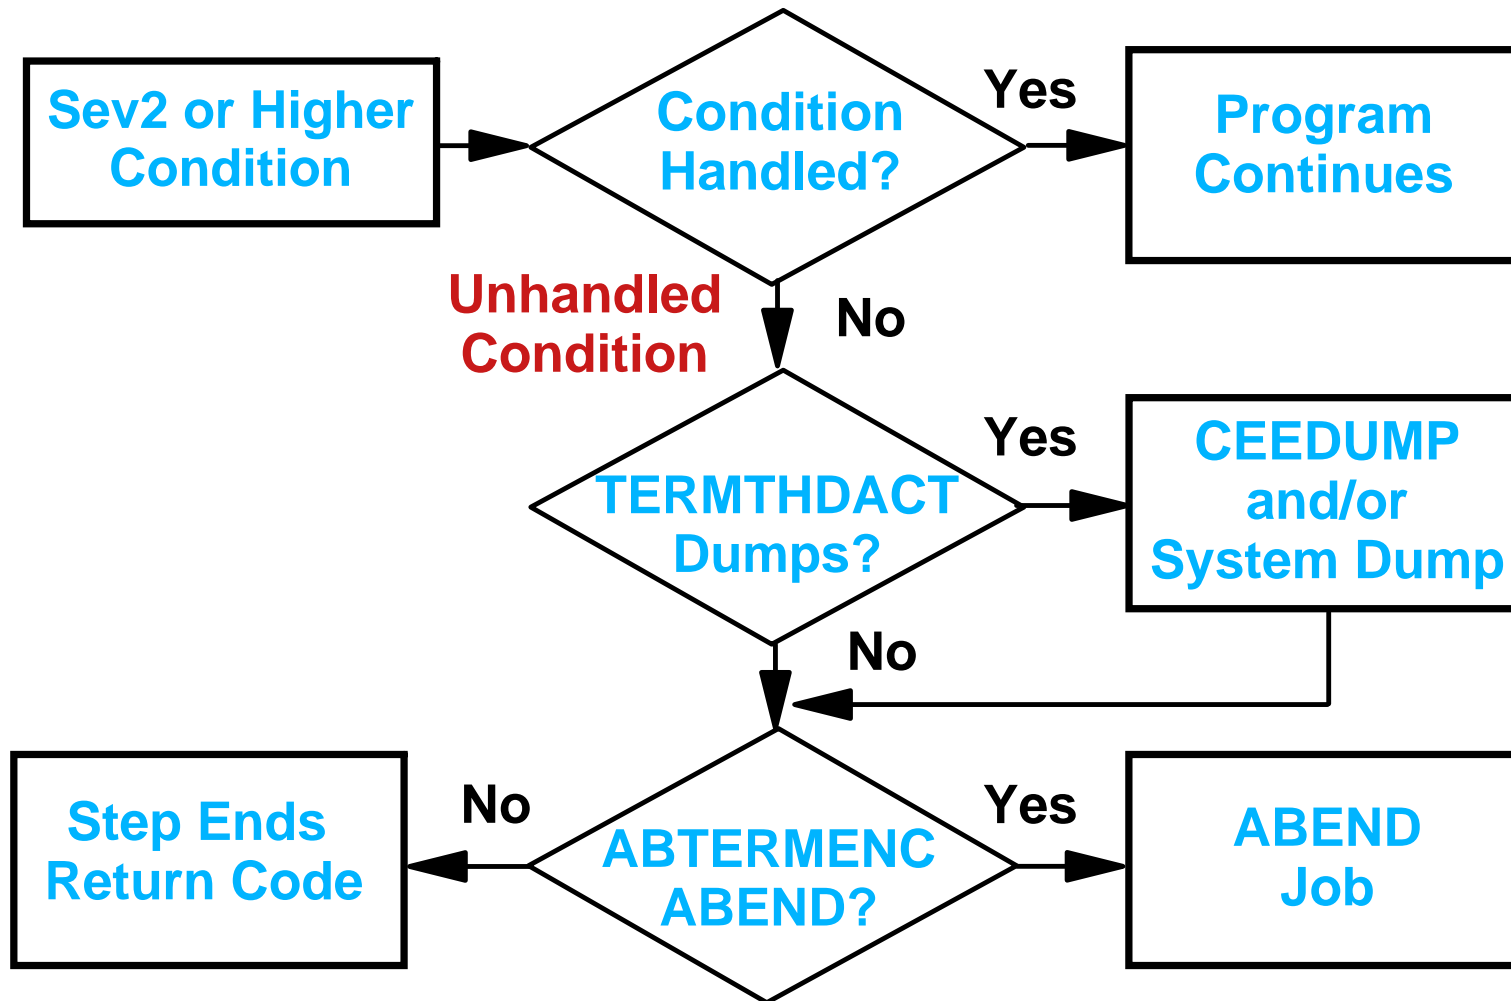 Sev2 or Higher
Condition
Condition
Handled?
Yes
Program
Continues
Unhandled
Condition
No
TERMTHDACT
Dumps?
Yes
CEEDUMP
and/or
System Dump
No
Step Ends
Return Code
No
ABTERMENC
ABEND?
Yes
ABEND
Job